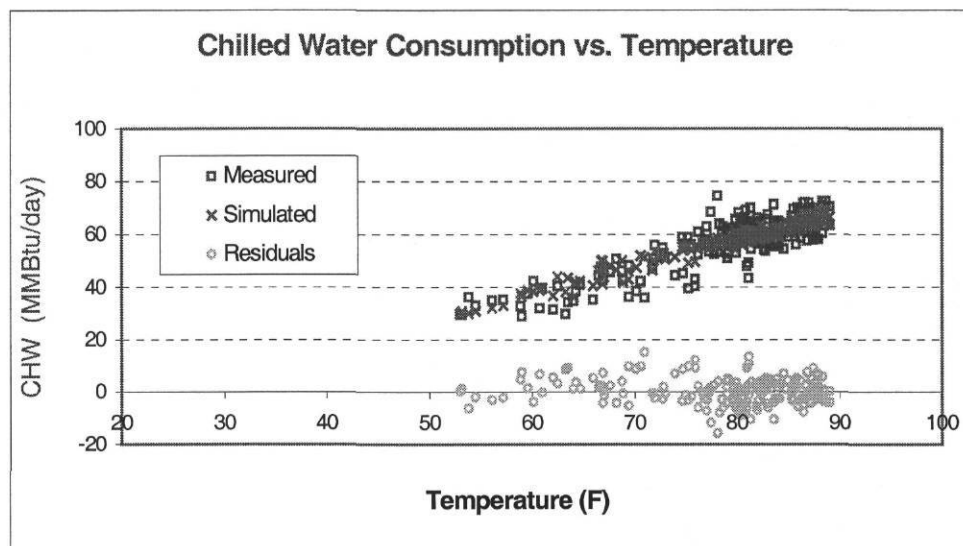 Chilled Water Consumption vs. Temperature
CHW (MMBtu/day)
100
80
60
40
20
0
-20
Measured
Simulated
Residuals
20 30 40 50 60 70 80 90 100
Temperature (F)